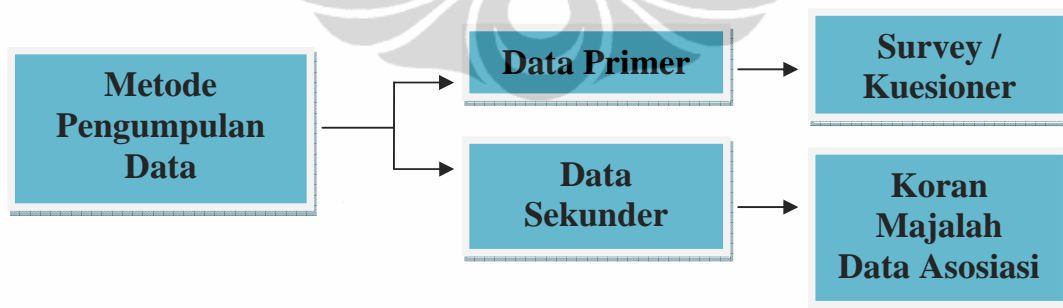 Metode
Pengumpulan
Data
Data Primer
Survey /
Kuesioner
Data
Sekunder
Koran
Majalah
Data Asosiasi